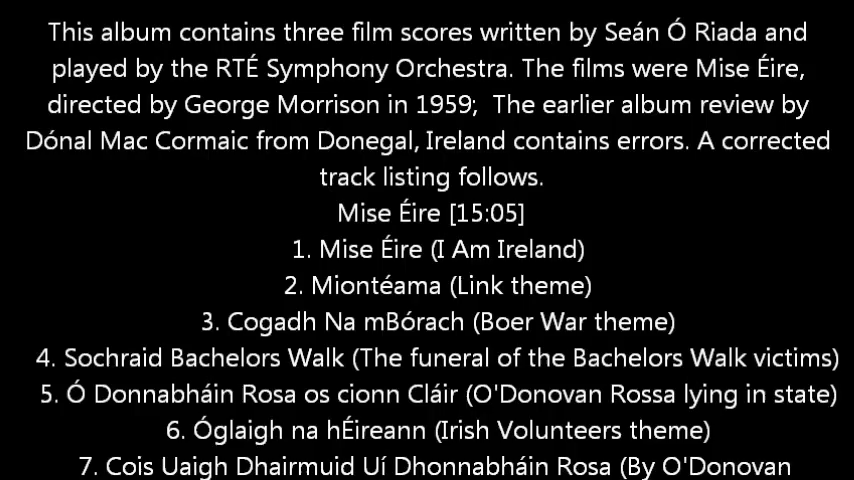 This album contains three film scores written by Seán Ó Riada and
played by the RTÉ Symphony Orchestra. The films were Mise Éire,
directed by George Morrison in 1959;  The earlier album review by
Dónal Mac Cormaic from Donegal, Ireland contains errors. A corrected
track listing follows.
Mise Éire [15:05]
1. Mise Éire (I Am Ireland)
2. Miontéama (Link theme)
3. Cogadh Na mBórach (Boer War theme)
4. Sochraid Bachelors Walk (The funeral of the Bachelors Walk victims)
5. Ó Donnabháin Rosa os cionn Cláir (O'Donovan Rossa lying in state)
6. Óglaigh na hÉireann (Irish Volunteers theme)
7. Cois Uaigh Dhairmuid Uí Dhonnabháin Rosa (By O'Donovan